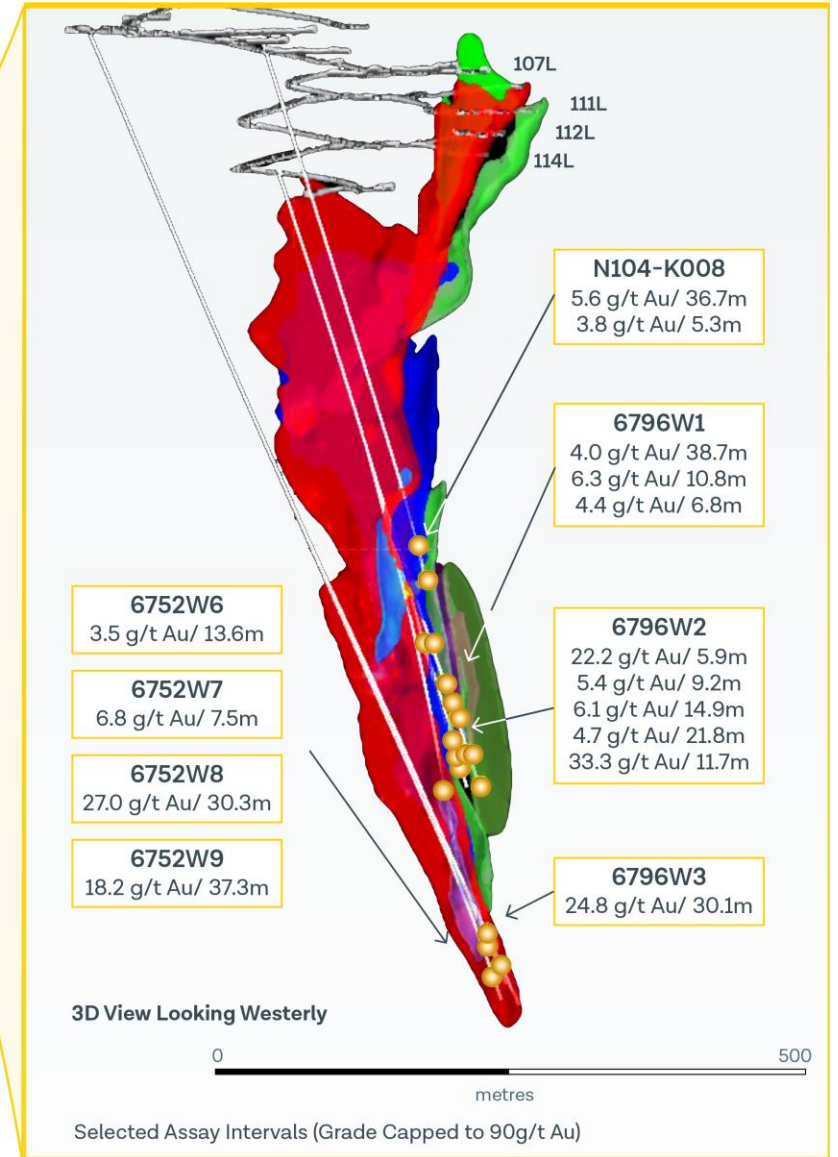 107L
111L
112L
114L
N104-K008
5.6 g/t Au/ 36.7m
3.8 g/t Au/ 5.3m
6796W1
4.0 g/t Au/ 38.7m
6.3 g/t Au/ 10.8m
4.4 g/t Au/ 6.8m
6752W6
3.5 g/t Au/ 13.6m
6752W7
6.8 g/t Au/ 7.5m
6752W8
27.0 g/t Au/ 30.3m
6752W9
18.2 g/t Au/ 37.3m
6796W2
22.2 g/t Au/ 5.9m
5.4 g/t Au/ 9.2m
6.1 g/t Au/ 14.9m
4.7 g/t Au/ 21.8m
33.3 g/t Au/ 11.7m
6796W3
24.8 g/t Au/ 30.1m
3D View Looking Westerly
0 500
metres
Selected Assay Intervals (Grade Capped to 90g/t Au)